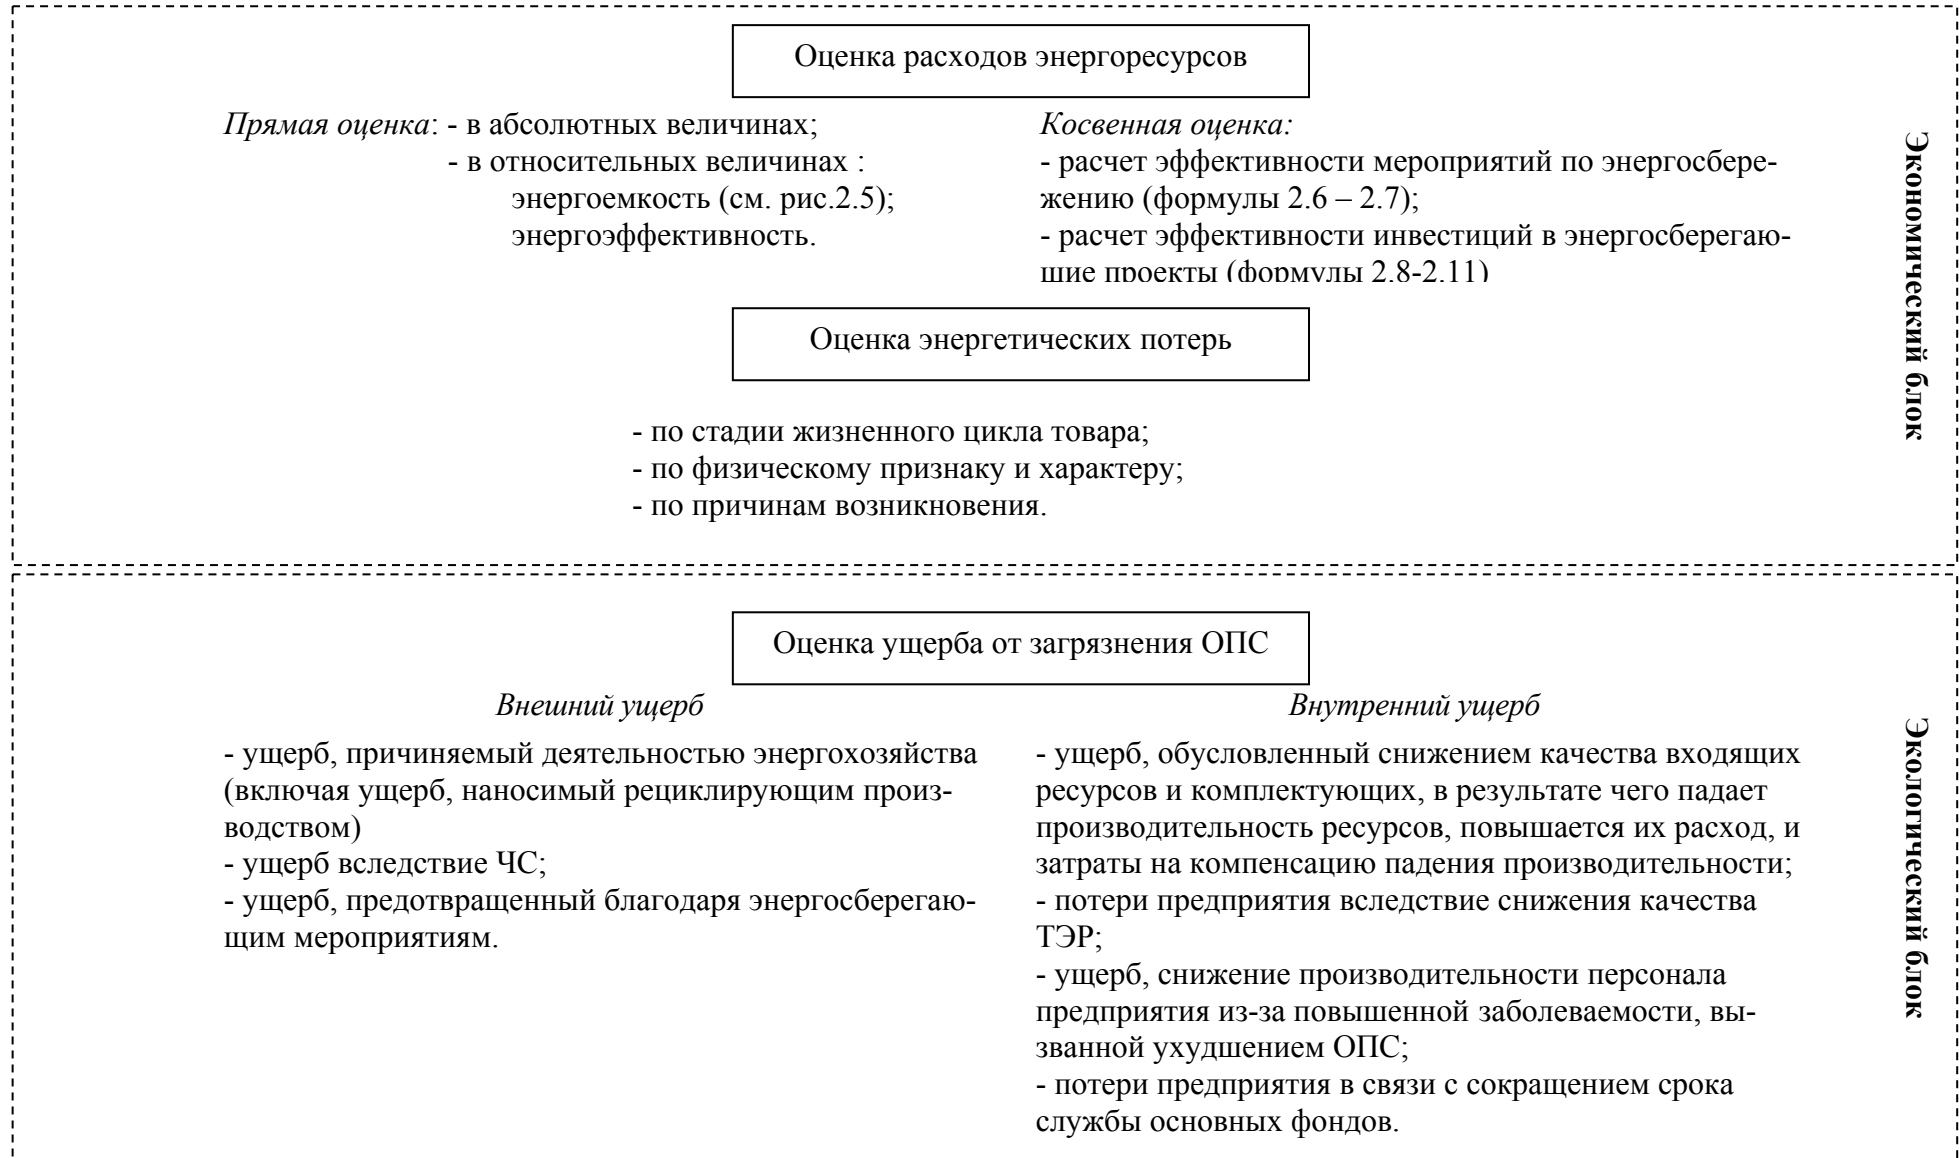 Оценка расходов энергоресурсов
Прямая оценка: - в абсолютных величинах;
- в относительных величинах :
энергоемкость (см. рис.2.5);
энергоэффективность.
Косвенная оценка:
- расчет эффективности мероприятий по энергосбере-
жению (формулы 2.6 – 2.7);
- расчет эффективности инвестиций в энергосберегаю-
щие проекты (формулы 2.8-2.11)
Оценка энергетических потерь
- по стадии жизненного цикла товара;
- по физическому признаку и характеру;
- по причинам возникновения.
Экономический блок
Оценка ущерба от загрязнения ОПС
Внешний ущерб
- ущерб, причиняемый деятельностью энергохозяйства
(включая ущерб, наносимый рециклирующим произ-
водством)
- ущерб вследствие ЧС;
- ущерб, предотвращенный благодаря энергосберегаю-
щим мероприятиям.
Внутренний ущерб
- ущерб, обусловленный снижением качества входящих
ресурсов и комплектующих, в результате чего падает
производительность ресурсов, повышается их расход, и
затраты на компенсацию падения производительности;
- потери предприятия вследствие снижения качества
ТЭР;
- ущерб, снижение производительности персонала
предприятия из-за повышенной заболеваемости, вы-
званной ухудшением ОПС;
- потери предприятия в связи с сокращением срока
службы основных фондов.
Экологический блок